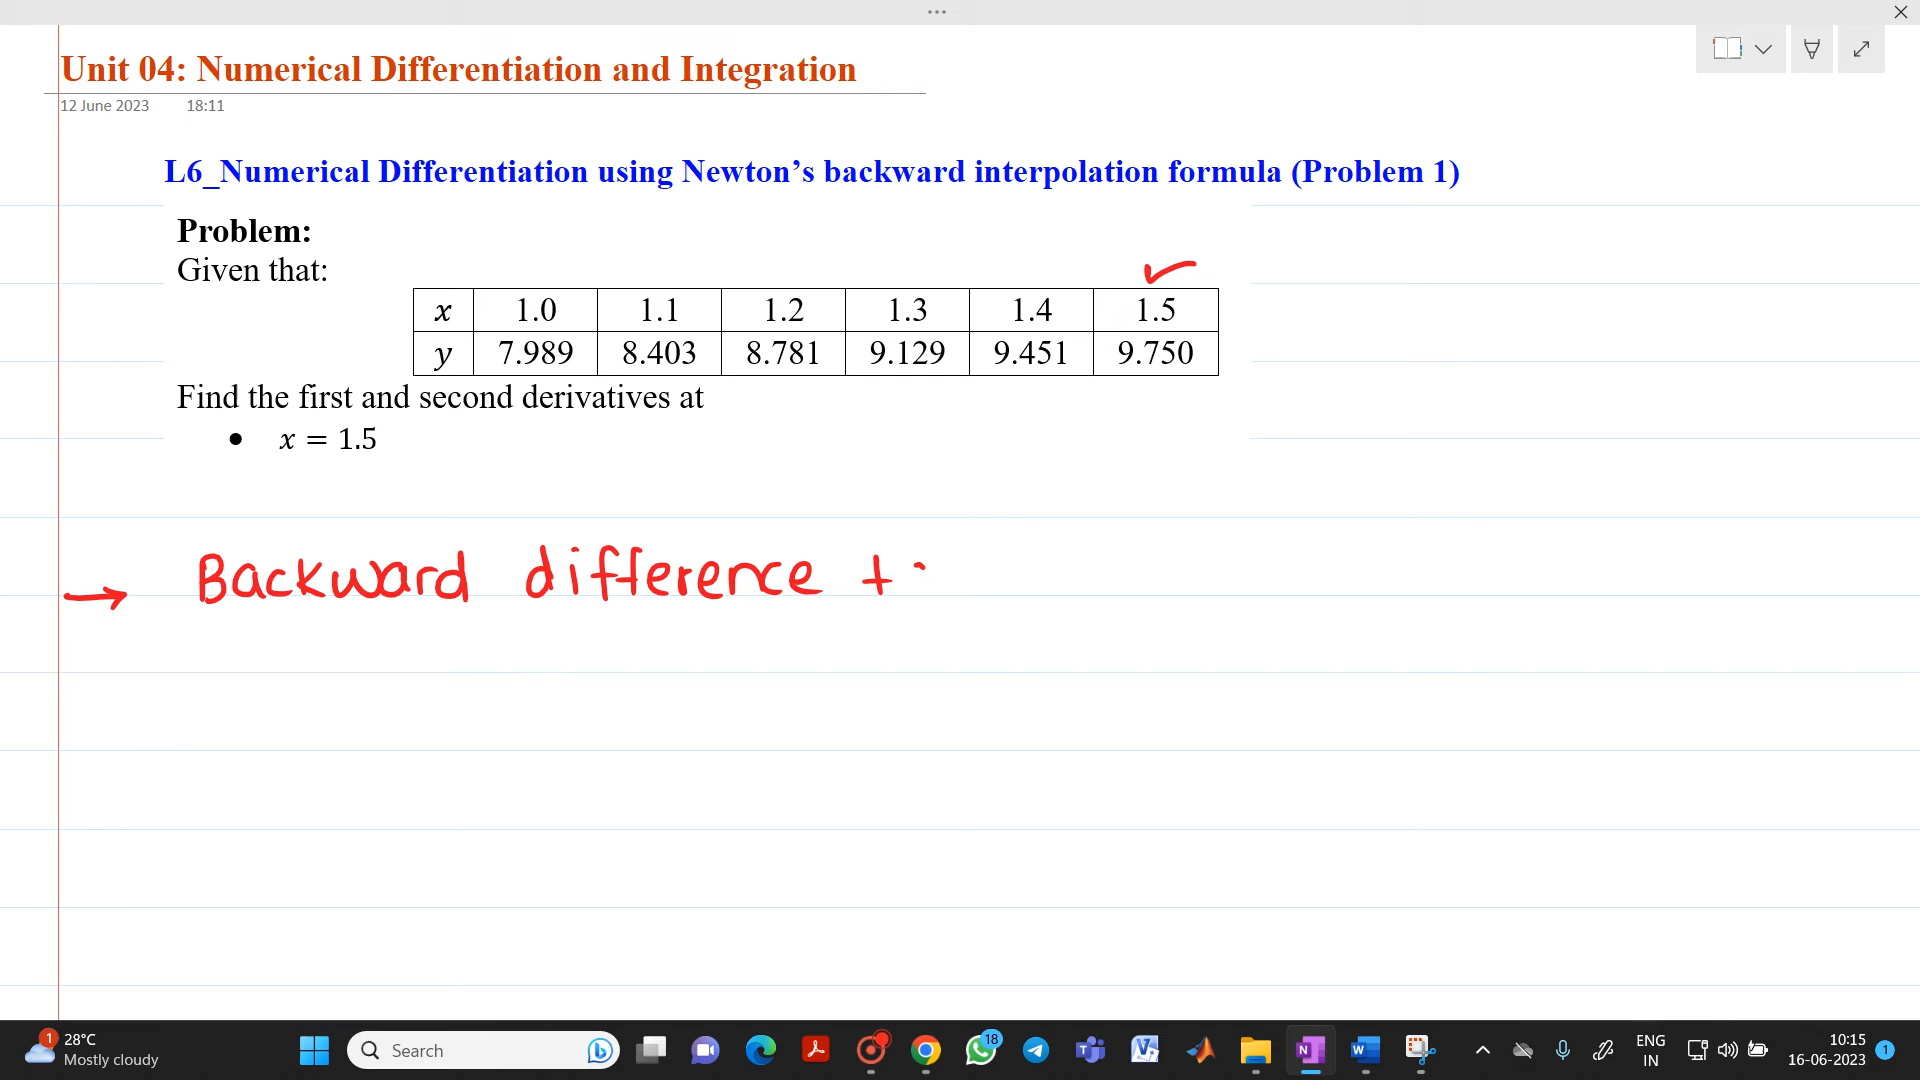 Unit 04: Numerical Differentiation and Integration
12 June 2023 18:11
L6_Numerical Differentiation using Newton’s backward interpolation formula (Problem 1)
Problem:
Given that:
x 1.0 1.1 1.2 1.3 1.4 1.5
y 7.989 8.403 8.781 9.129 9.451 9.750
Find the first and second derivatives at
• x = 1.5
→ Backward difference t
1 28°C
Mostly cloudy
Search
18
ENG
IN
10:15
16-06-2023
1